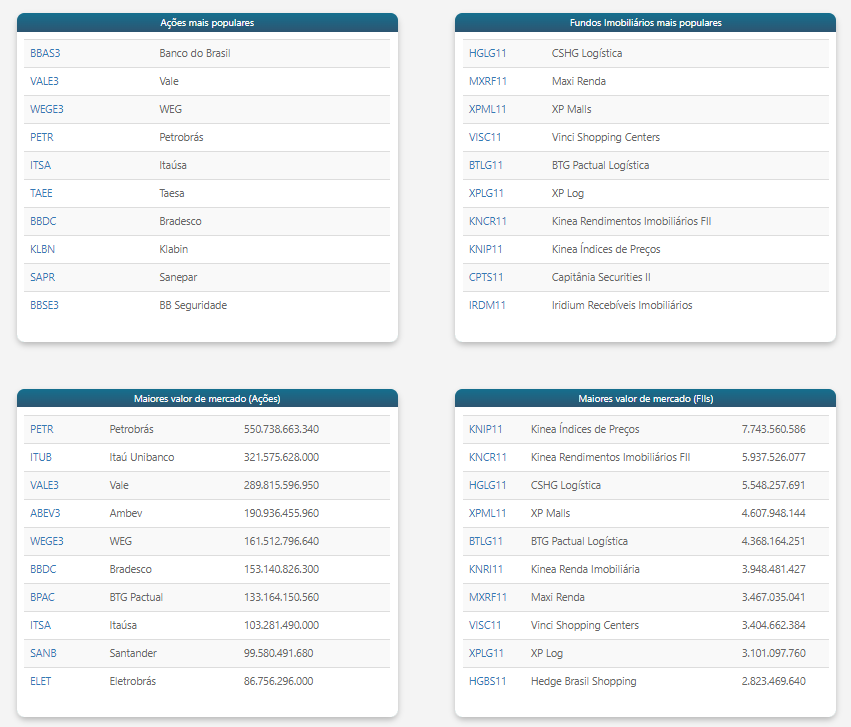 Ações mais populares
BBAS3 Banco do Brasil
VALE3 Vale
WEGE3 WEG
PETR Petrobrás
ITSA Itaúsa
TAEE Taesa
BBDC Bradesco
KLBN Klabin
SAPR Sanepar
BBSE3 BB Seguridade
Fundos Imobiliários mais populares
HGLG11 CSHG Logística
MXRF11 Maxi Renda
XPML11 XP Malls
VISC11 Vinci Shopping Centers
BTLG11 BTG Pactual Logística
XPLG11 XP Log
KNCR11 Kinea Rendimentos Imobiliários FII
KNIP11 Kinea Índices de Preços
CPTS11 Capitânia Securities II
IRDM11 Iridium Recebíveis Imobiliários
Maiores valor de mercado (Ações)
PETR Petrobrás 550.738.663.340
ITUB Itaú Unibanco 321.575.628.000
VALE3 Vale 289.815.596.950
ABEV3 Ambev 190.936.455.960
WEGE3 WEG 161.512.796.640
BBDC Bradesco 153.140.826.300
BPAC BTG Pactual 133.164.150.560
ITSA Itaúsa 103.281.490.000
SANB Santander 99.580.491.680
ELET Eletrobrás 86.756.296.000
Maiores valor de mercado (FIIs)
KNIP11 Kinea Índices de Preços 7.743.560.586
KNCR11 Kinea Rendimentos Imobiliários FII 5.937.526.077
HGLG11 CSHG Logística 5.548.257.691
XPML11 XP Malls 4.607.948.144
BTLG11 BTG Pactual Logística 4.368.164.251
KNRI11 Kinea Renda Imobiliária 3.948.481.427
MXRF11 Maxi Renda 3.467.035.041
VISC11 Vinci Shopping Centers 3.404.662.384
XPLG11 XP Log 3.101.097.760
HGBS11 Hedge Brasil Shopping 2.823.469.640